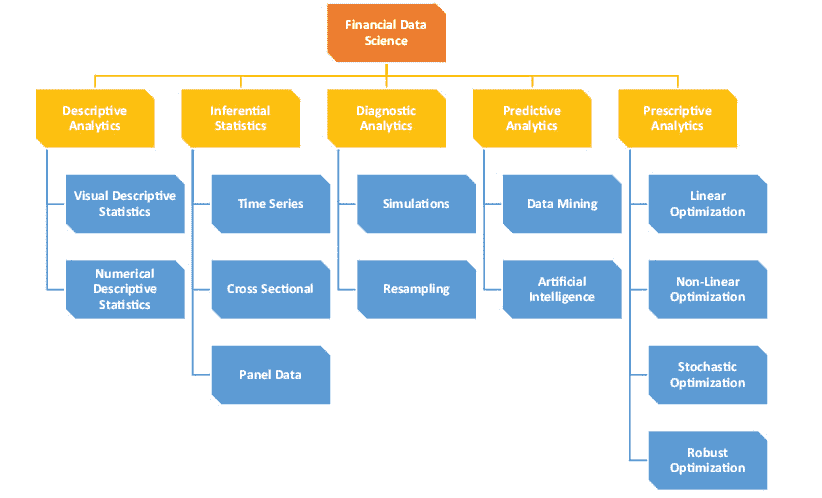 Financial Data
Science
Descriptive
Analytics
Inferential
Statistics
Diagnostic
Analytics
Predictive
Analytics
Prescriptive
Analytics
Visual Descriptive
Statistics
Time Series
Simulations
Data Mining
Linear
Optimization
Numerical
Descriptive
Statistics
Cross Sectional
Resampling
Artificial
Intelligence
Non-Linear
Optimization
Panel Data
Stochastic
Optimization
Robust
Optimization